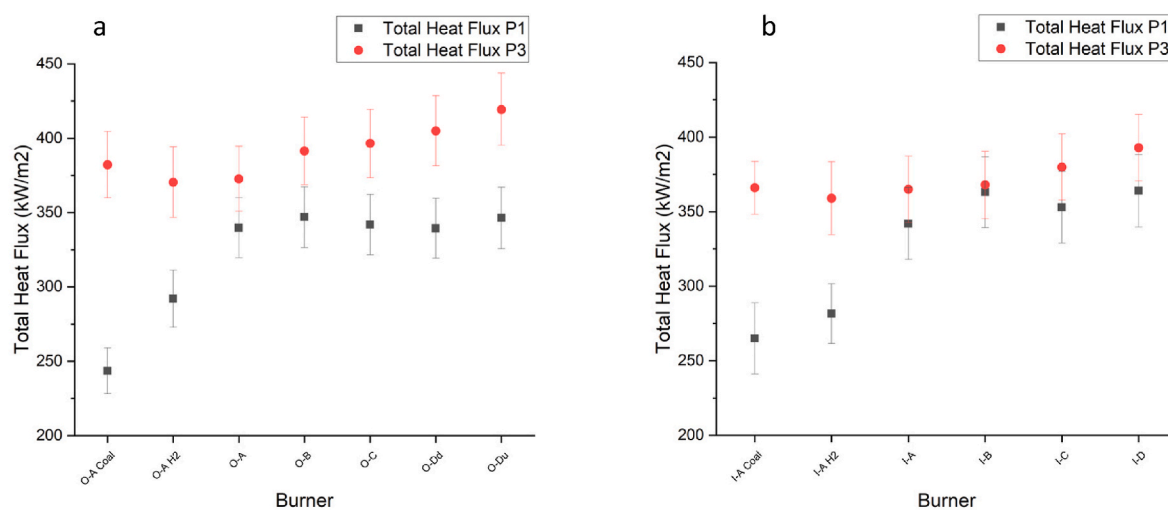 a
Total Heat Flux P1
Total Heat Flux P3
Total Heat Flux (kW/m2)
450
400
350
300
250
200
O-A Coal
O-A H2
O-A
O-B
O-C
O-Dd
O-Du
Burner
b
Total Heat Flux P1
Total Heat Flux P3
Total Heat Flux (kW/m2)
450
400
350
300
250
200
I-A Coal
I-A H2
I-A
I-B
I-C
I-D
Burner